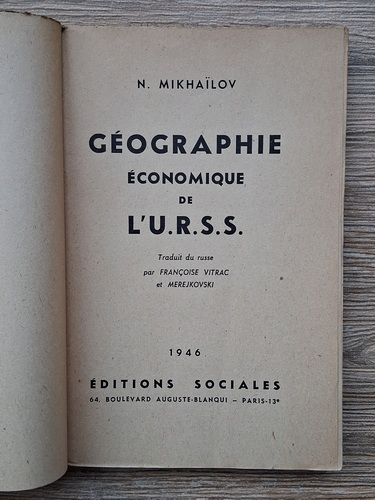 N. MIKHAÏLOV
GÉOGRAPHIE
ÉCONOMIQUE
DE
L'U.R.S.S.
Traduit du russe
par FRANÇOISE VITRAC
et MEREJKOVSKI
1946
ÉDITIONS SOCIALES
64, BOULEVARD AUGUSTE-BLANQUI — PARIS-13e